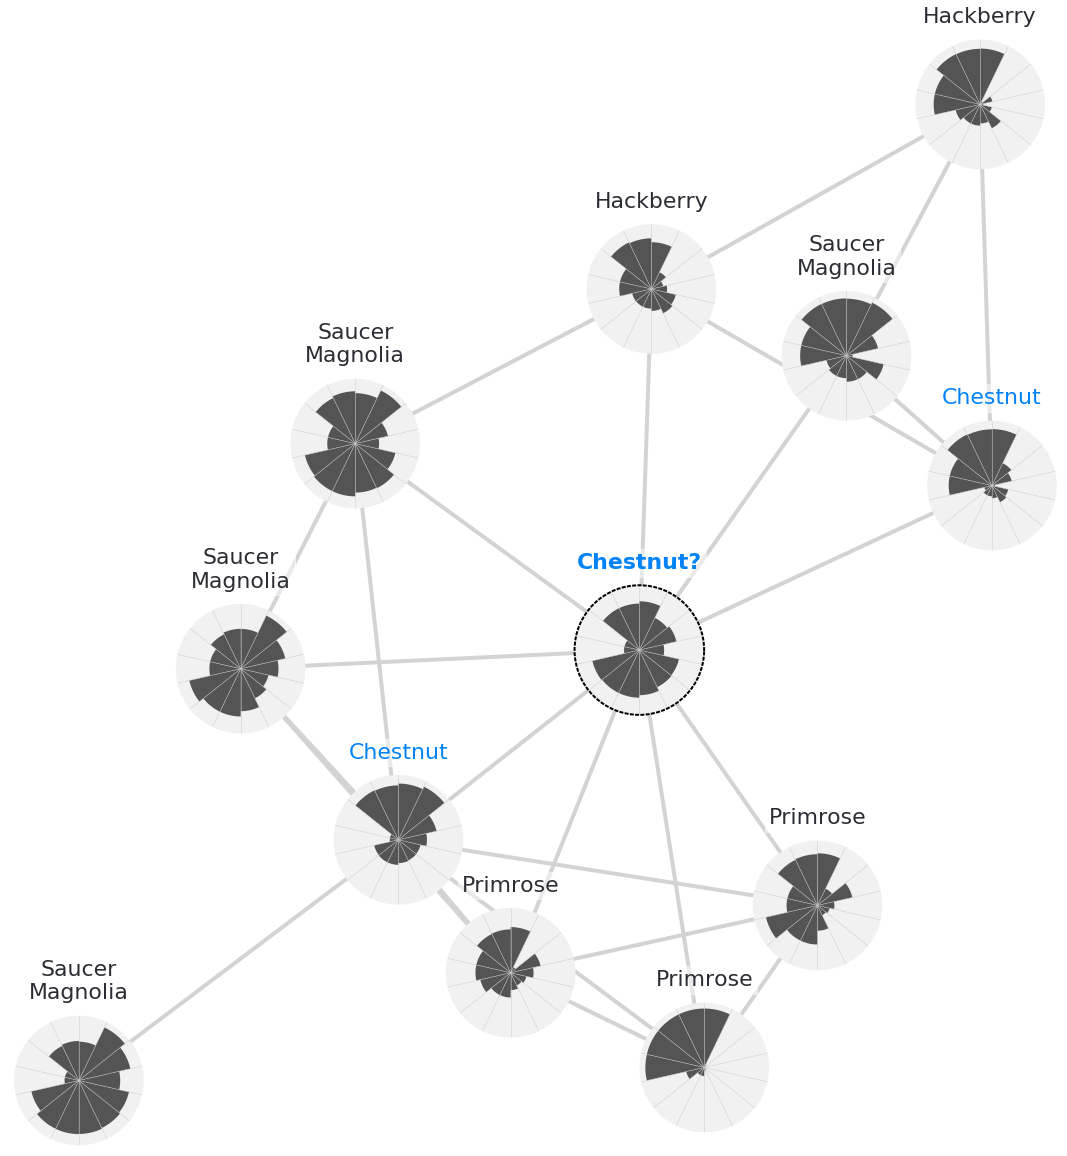 Hackberry
Hackberry
Saucer
Magnolia
Saucer
Magnolia
Chestnut
Saucer
Magnolia
Chestnut?
Chestnut
Primrose
Primrose
Saucer
Magnolia
Primrose